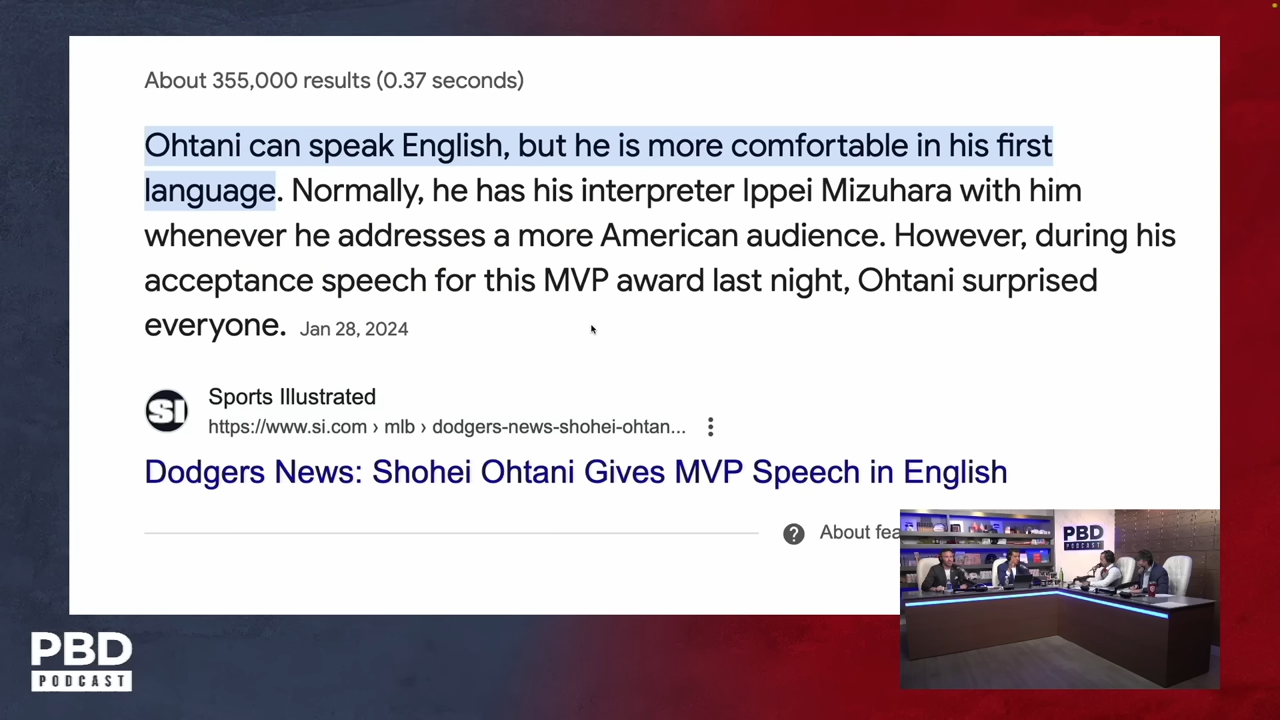 About 355,000 results (0.37 seconds)
Ohtani can speak English, but he is more comfortable in his first
language. Normally, he has his interpreter Ippei Mizuhara with him
whenever he addresses a more American audience. However, during his
acceptance speech for this MVP award last night, Ohtani surprised
everyone. Jan 28, 2024
SI
Sports Illustrated
https://www.si.com › mlb › dodgers-news-shohei-ohtan...
Dodgers News: Shohei Ohtani Gives MVP Speech in English
? About fea
PBD
PODCAST
PBD
PODCAST